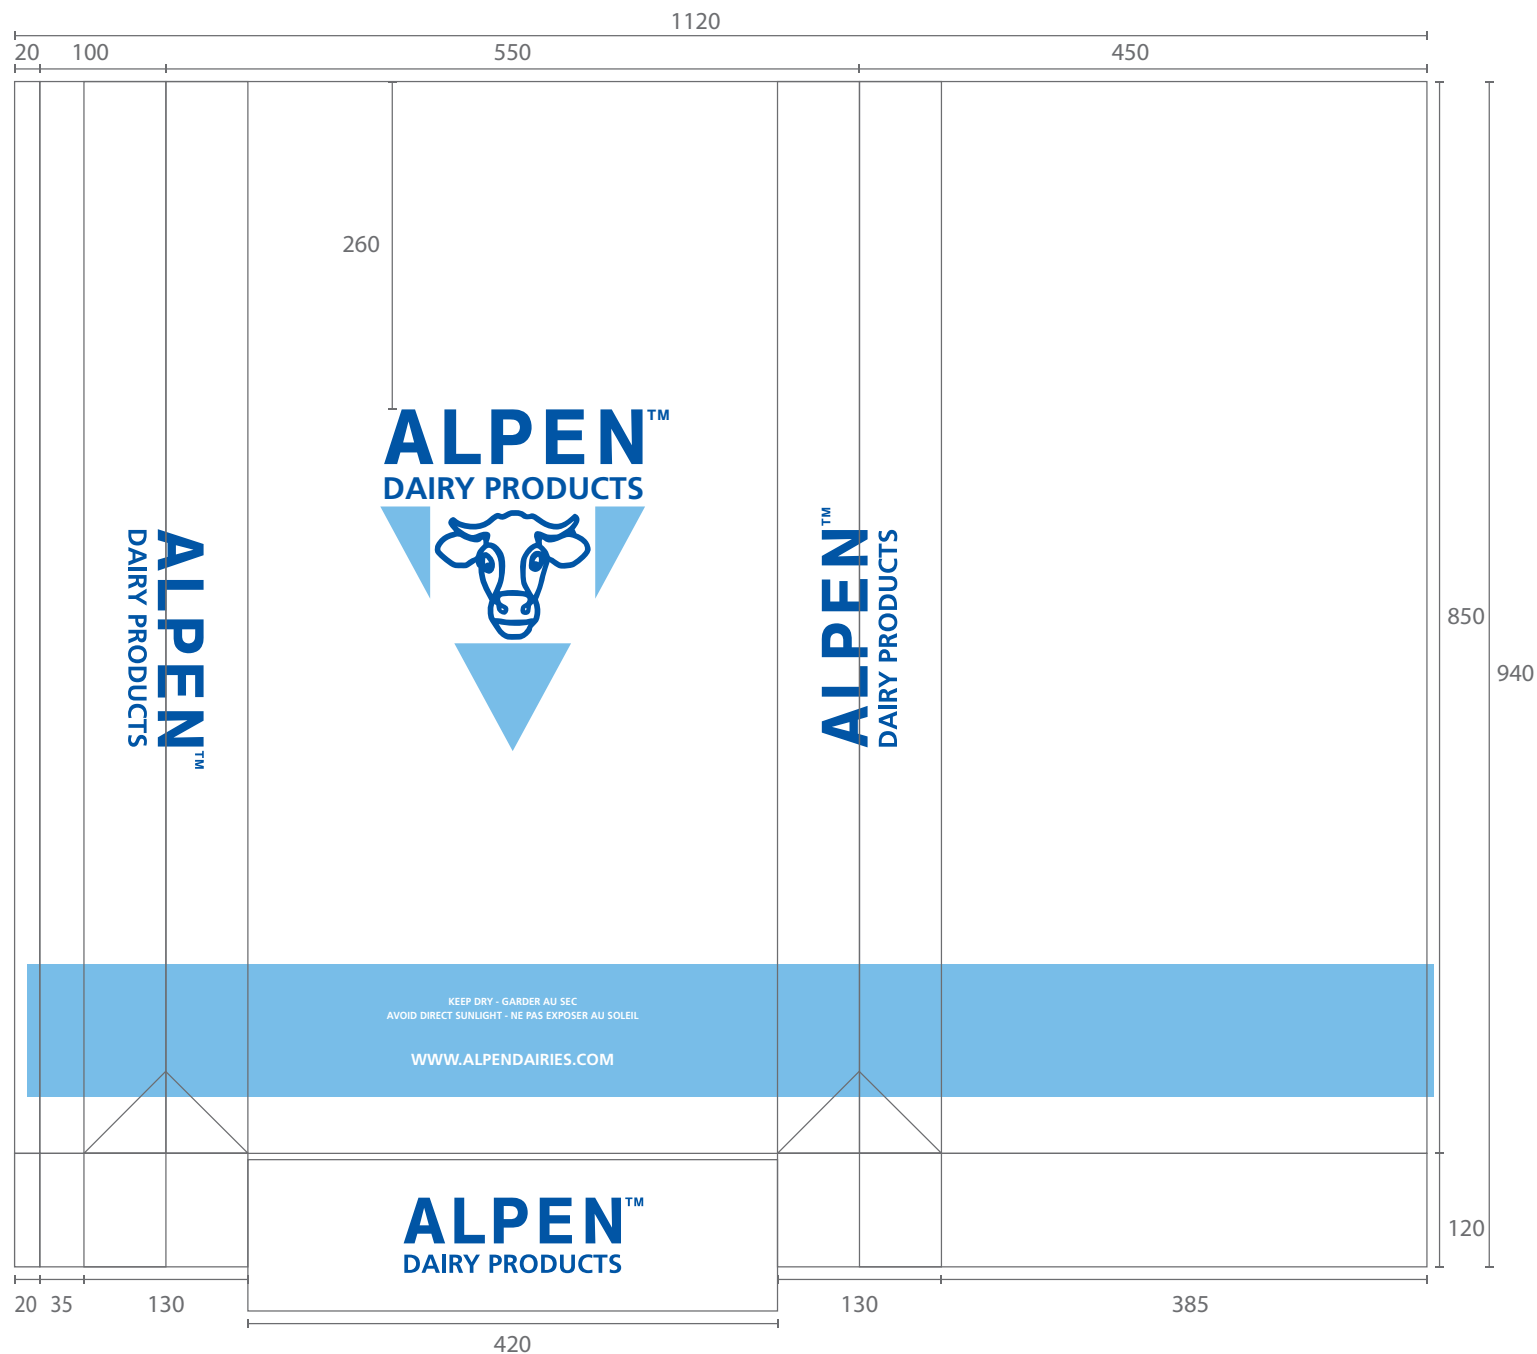 1120
20 100 550 450
260
ALPEN™
DAIRY PRODUCTS
ALPEN™
DAIRY PRODUCTS
ALPEN™
DAIRY PRODUCTS
850
940
KEEP DRY - GARDER AU SEC
AVOID DIRECT SUNLIGHT - NE PAS EXPOSER AU SOLEIL
WWW.ALPENDAIRIES.COM
ALPEN™
DAIRY PRODUCTS
120
20 35 130 130 385
420